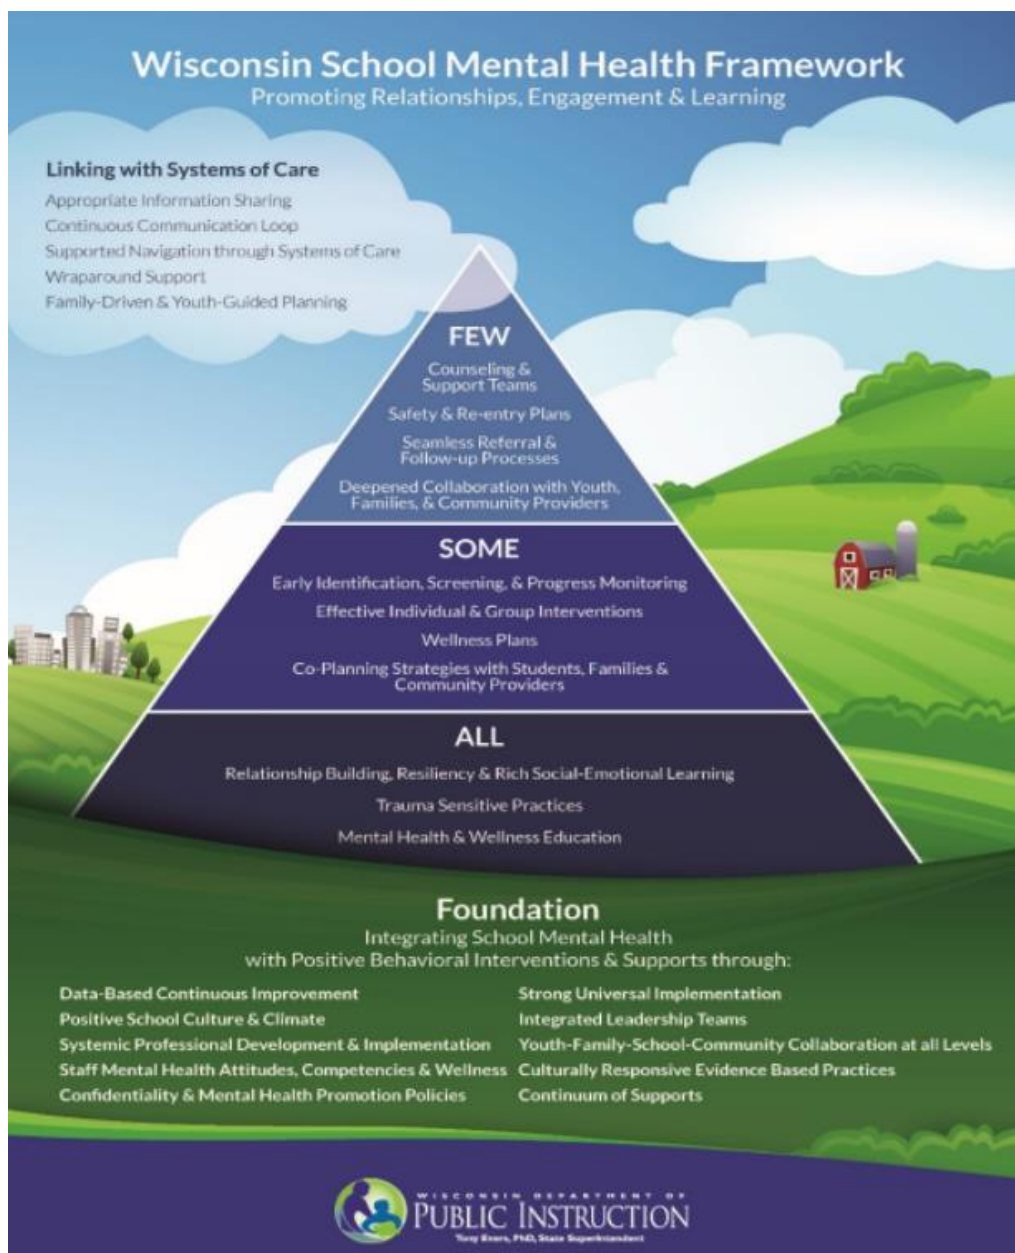 Wisconsin School Mental Health Framework
Promoting Relationships, Engagement & Learning
Linking with Systems of Care
Appropriate Information Sharing
Continuous Communication Loop
Supported Navigation through Systems of Care
Wraparound Support
Family-Driven & Youth-Guided Planning
FEW
Counseling &
Support Teams
Safety & Re-entry Plans
Seamless Referral &
Follow-up Processes
Deepened Collaboration with Youth,
Families, & Community Providers
SOME
Early Identification, Screening, & Progress Monitoring
Effective Individual & Group Interventions
Wellness Plans
Co-Planning Strategies with Students, Families &
Community Providers
ALL
Relationship Building, Resiliency & Rich Social-Emotional Learning
Trauma Sensitive Practices
Mental Health & Wellness Education
Foundation
Integrating School Mental Health
with Positive Behavioral Interventions & Supports through:
Data-Based Continuous Improvement
Positive School Culture & Climate
Systemic Professional Development & Implementation
Staff Mental Health Attitudes, Competencies & Wellness
Confidentiality & Mental Health Promotion Policies
Strong Universal Implementation
Integrated Leadership Teams
Youth-Family-School-Community Collaboration at all Levels
Culturally Responsive Evidence Based Practices
Continuum of Supports
WISCONSIN DEPARTMENT OF
PUBLIC INSTRUCTION
Tony Evers, PhD, State Superintendent